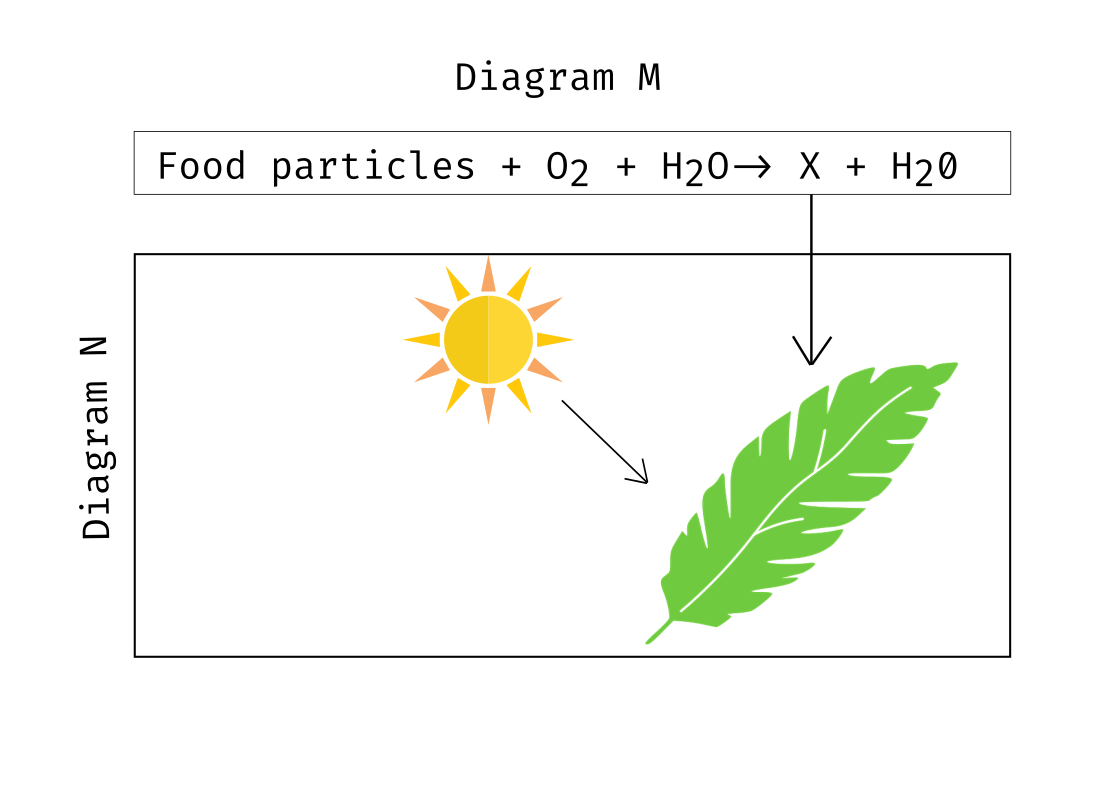 Diagram M
Food particles + O₂ + H₂O→ X + H₂0
Diagram N